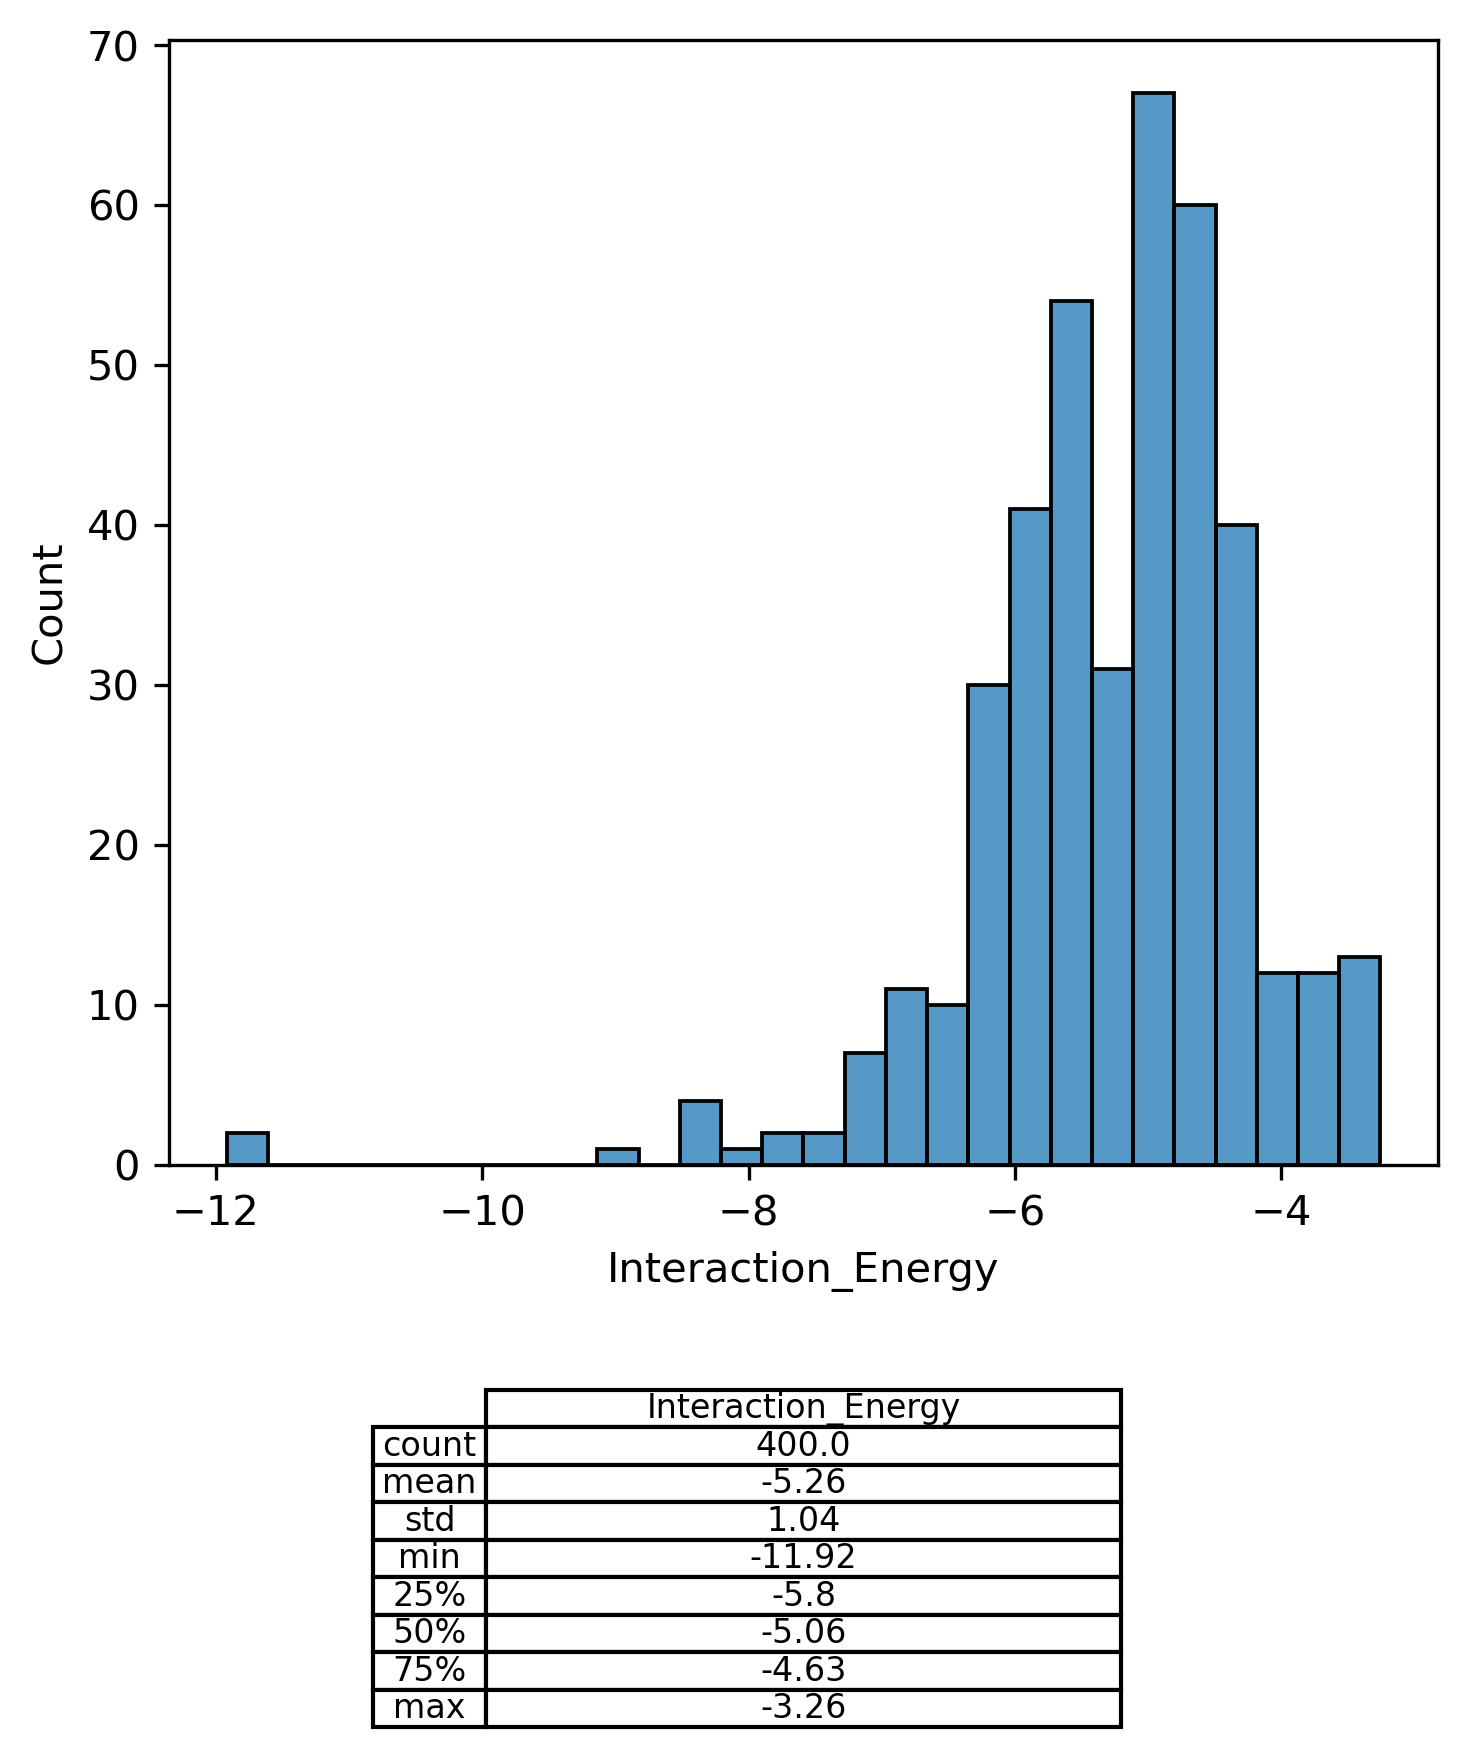 70
60
50
40
30
20
10
0
Count
−12 −10 −8 −6 −4
Interaction_Energy
Interaction_Energy
count 400.0
mean -5.26
std 1.04
min -11.92
25% -5.8
50% -5.06
75% -4.63
max -3.26